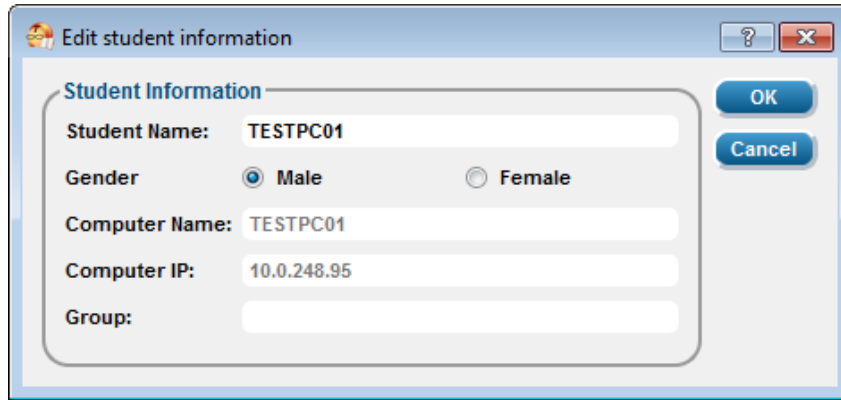 Edit student information
?
Student Information
OK
Student Name: TESTPC01
Cancel
Gender Male Female
Computer Name: TESTPC01
Computer IP: 10.0.248.95
Group: